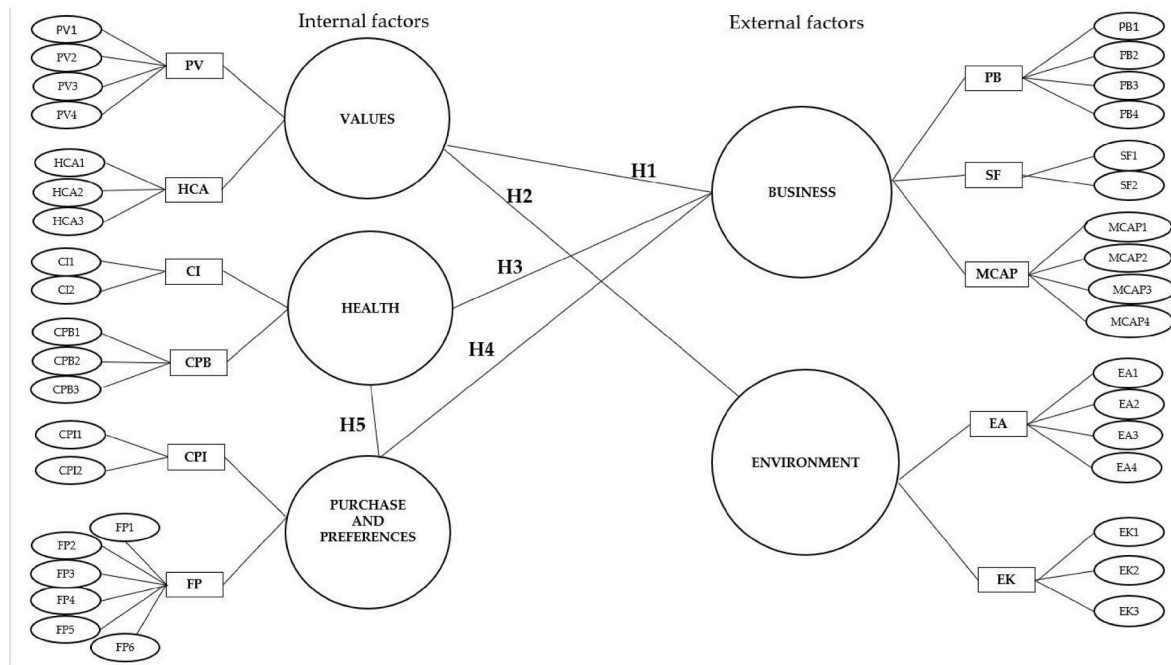 Internal factors
External factors
PV1
PV2
PV3
PV4
PV
HCA1
HCA2
HCA3
HCA
VALUES
CI1
CI2
CI
CPB1
CPB2
CPB3
CPB
HEALTH
CPI1
CPI2
CPI
FP1
FP2
FP3
FP4
FP5
FP6
FP
PURCHASE
AND
PREFERENCES
H1
H2
H3
H4
H5
BUSINESS
PB
PB1
PB2
PB3
PB4
SF
SF1
SF2
MCAP
MCAP1
MCAP2
MCAP3
MCAP4
ENVIRONMENT
EA
EA1
EA2
EA3
EA4
EK
EK1
EK2
EK3